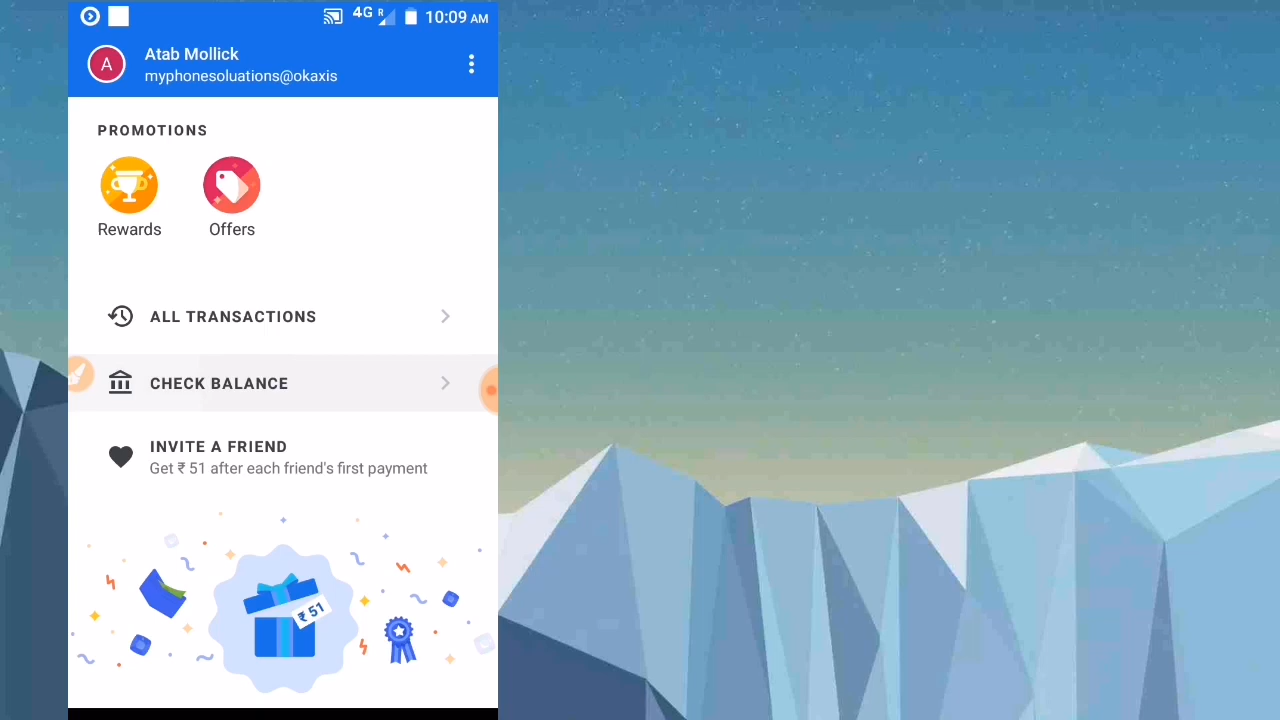 4G R 10:09 AM
A
Atab Mollick
myphonesoluations@okaxis
PROMOTIONS
Rewards Offers
ALL TRANSACTIONS
CHECK BALANCE
INVITE A FRIEND
Get ₹ 51 after each friend's first payment
₹ 51